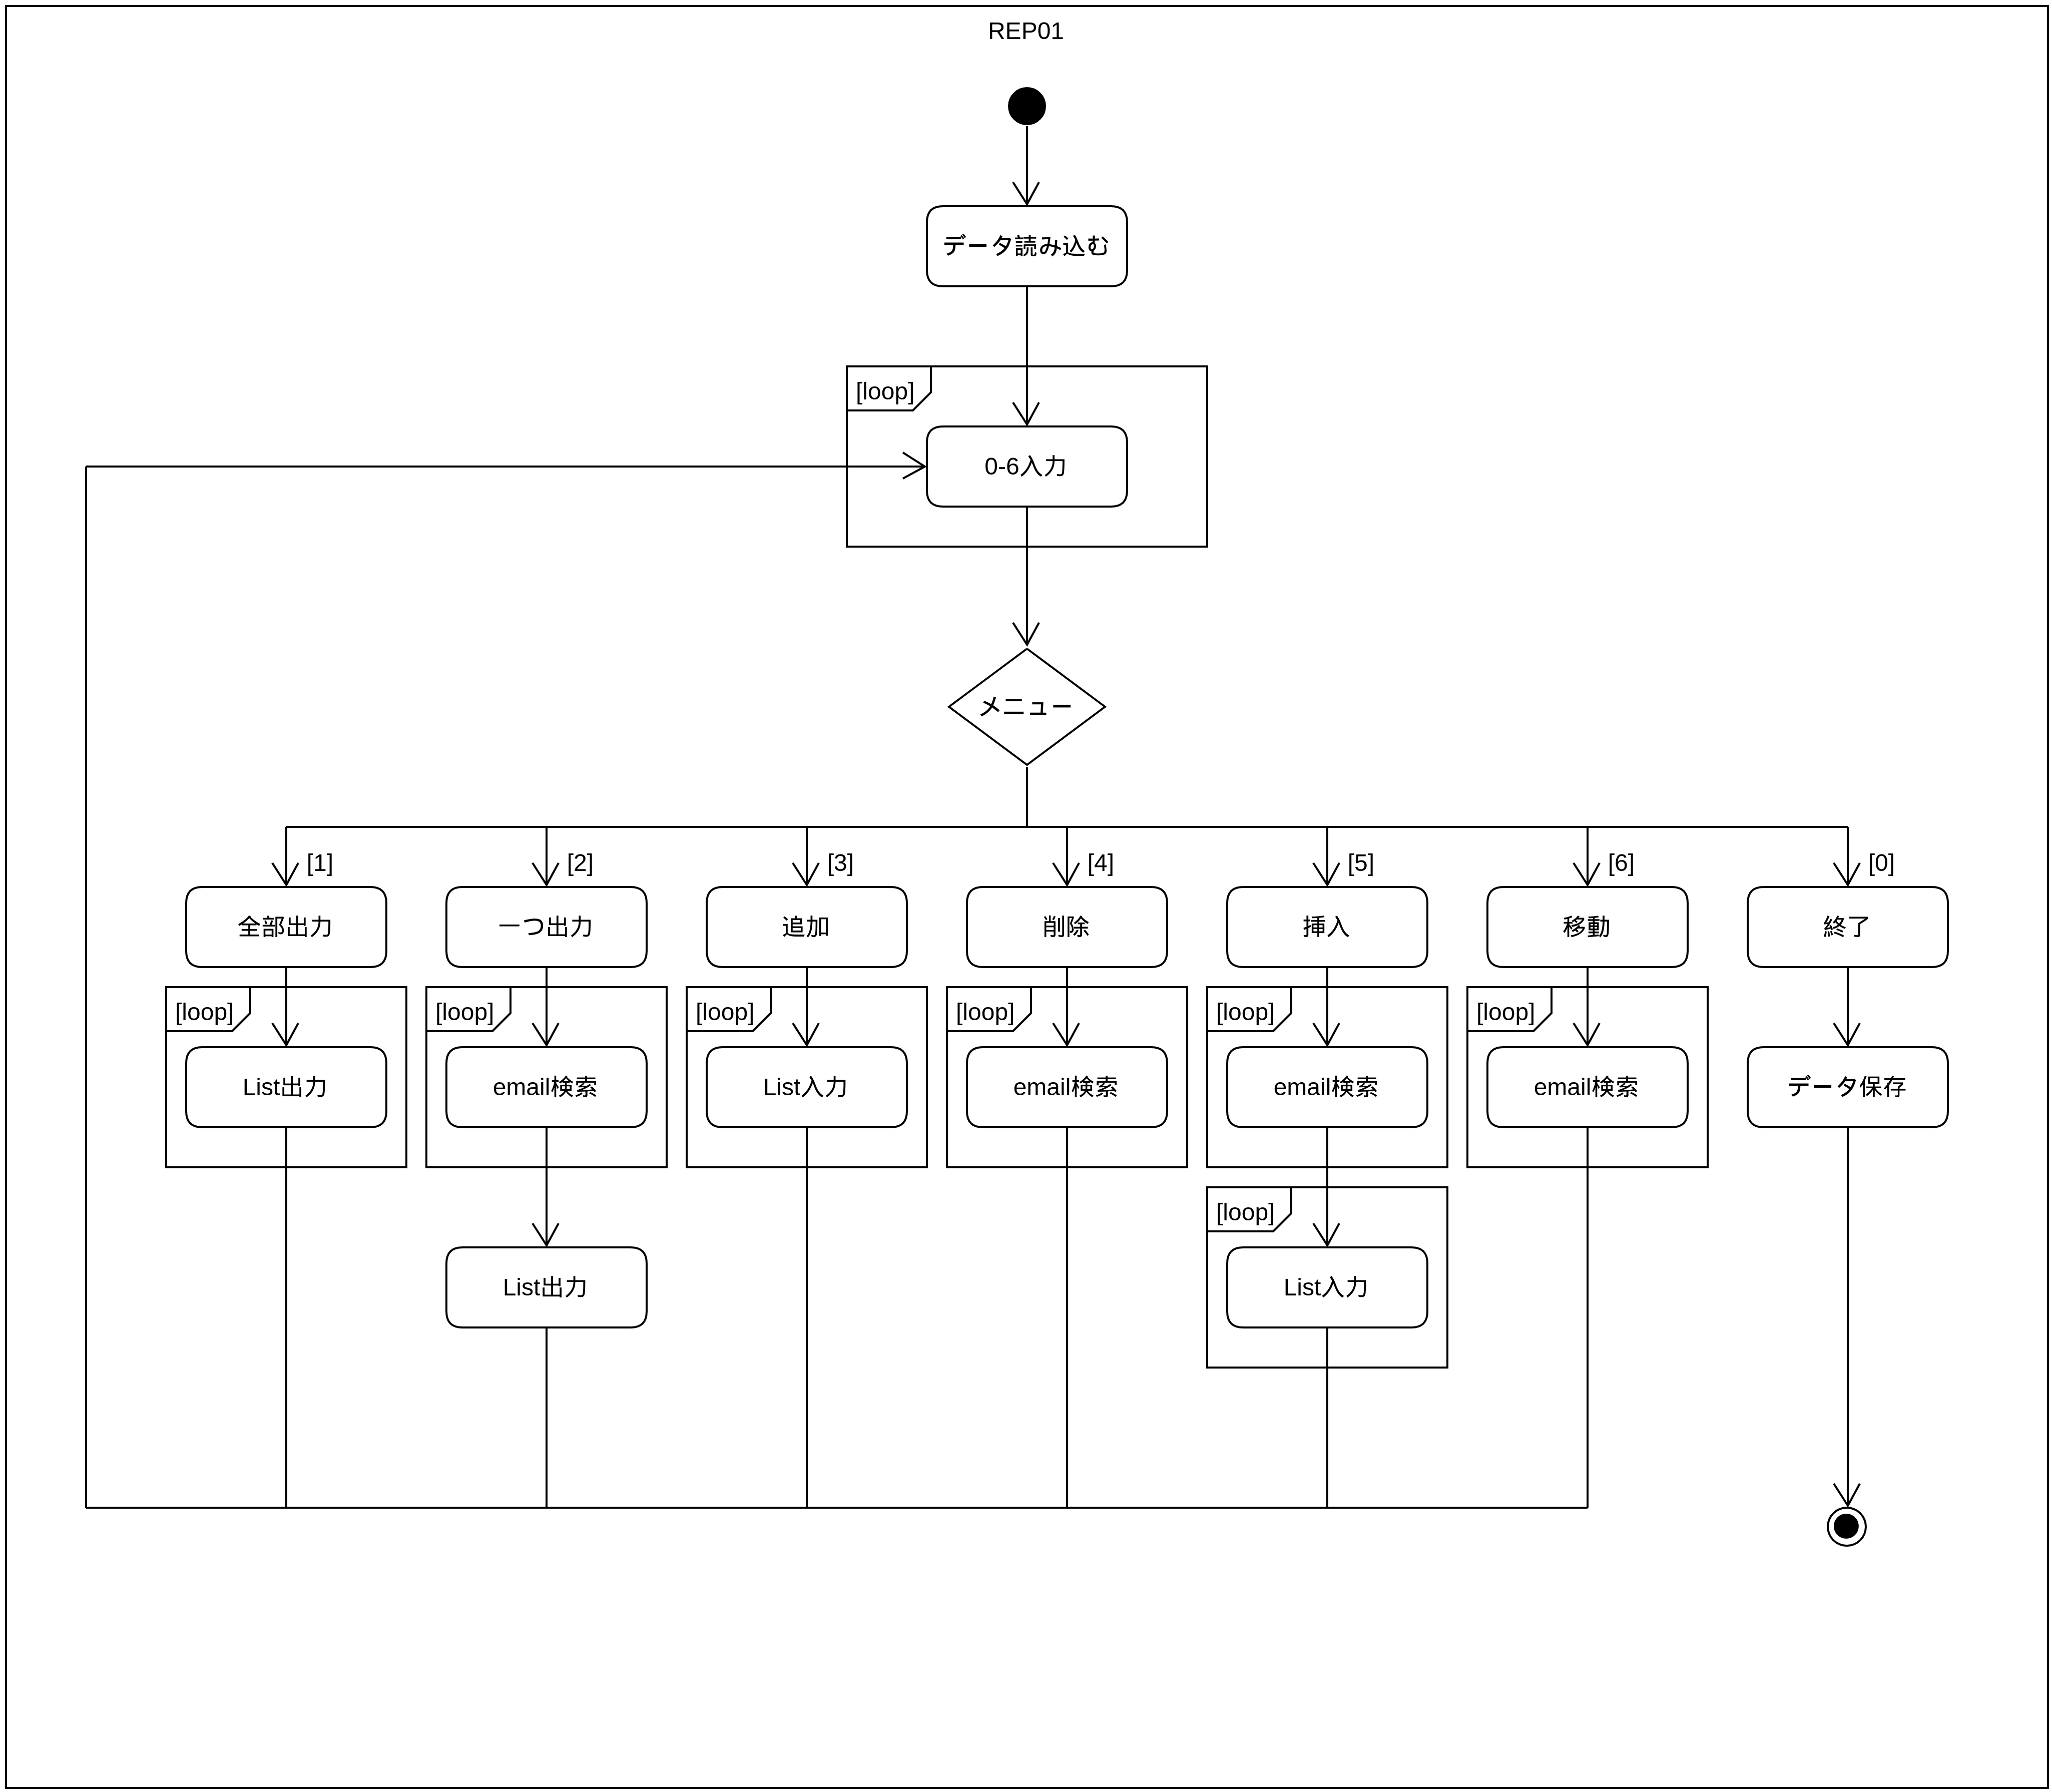 REP01
データ読み込む
[loop]
0-6入力
メニュー
[1]
[2]
[3]
[4]
[5]
[6]
[0]
全部出力
一つ出力
追加
削除
挿入
移動
終了
[loop]
[loop]
[loop]
[loop]
[loop]
[loop]
List出力
email検索
List入力
email検索
email検索
email検索
データ保存
[loop]
List出力
List入力